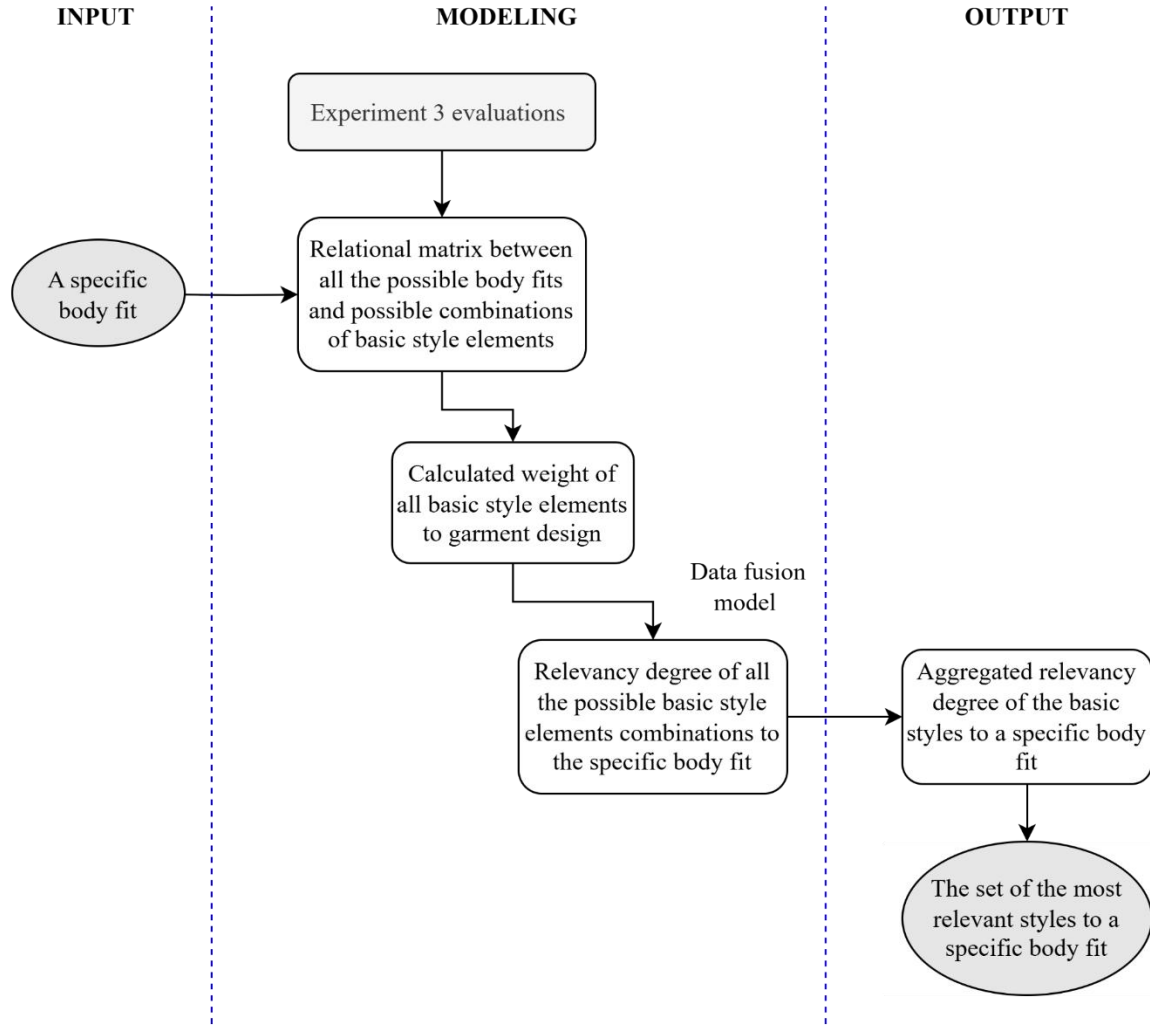 INPUT
MODELING
OUTPUT
Experiment 3 evaluations
A specific
body fit
Relational matrix between
all the possible body fits
and possible combinations
of basic style elements
Calculated weight of
all basic style elements
to garment design
Data fusion
model
Relevancy degree of all
the possible basic style
elements combinations to
the specific body fit
Aggregated relevancy
degree of the basic
styles to a specific body
fit
The set of the most
relevant styles to a
specific body fit